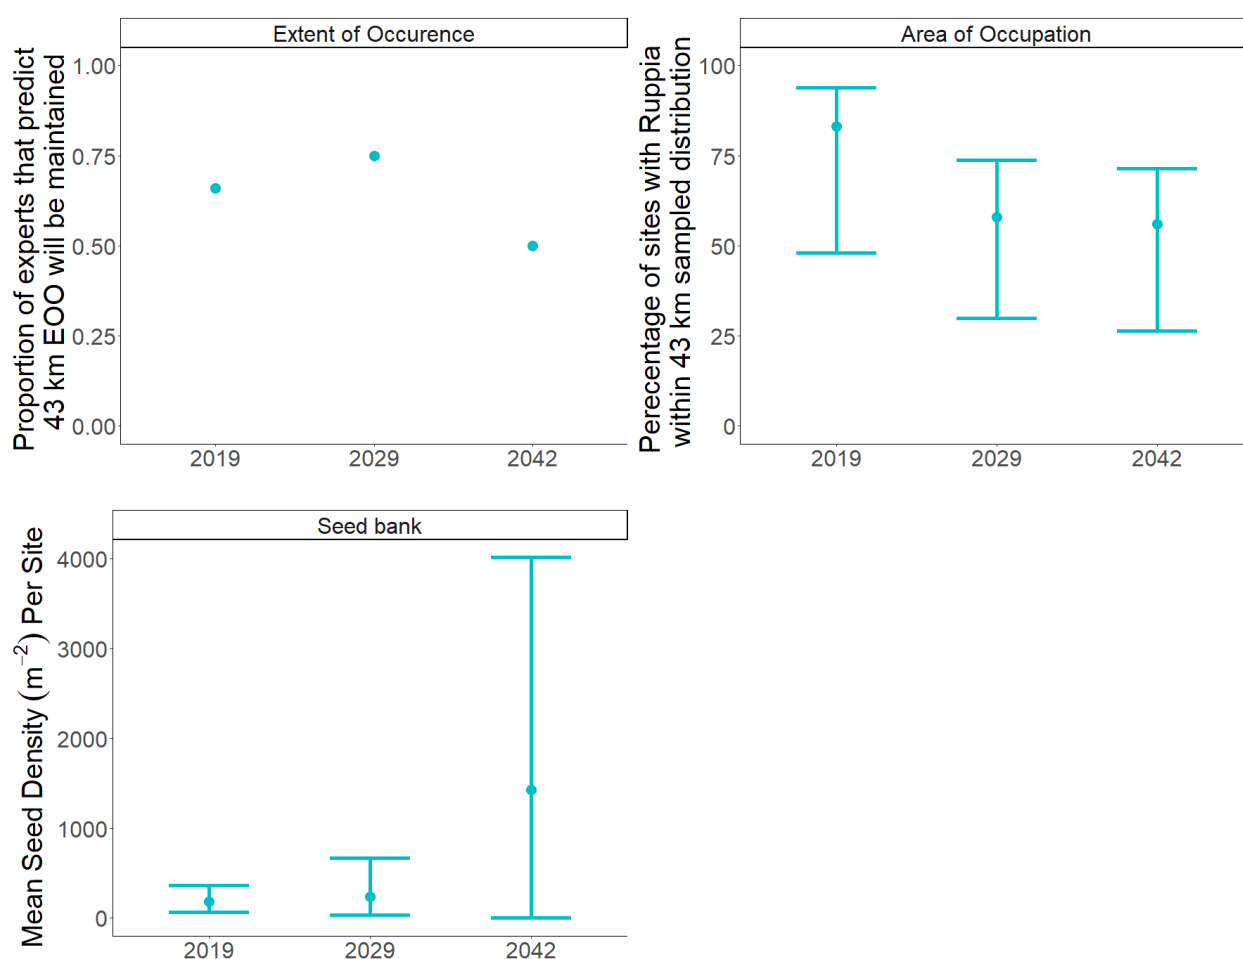 Extent of Occurence
Proportion of experts that predict
43 km EOO will be maintained
1.00
0.75
0.50
0.25
0.00
2019 2029 2042
Area of Occupation
Perecentage of sites with Ruppia
within 43 km sampled distribution
100
75
50
25
0
2019 2029 2042
Seed bank
Mean Seed Density (m⁻²) Per Site
4000
3000
2000
1000
0
2019 2029 2042